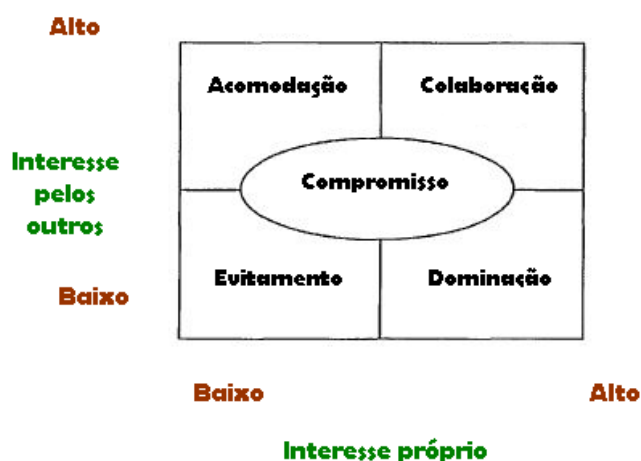 Alto
Acomodação
Colaboração
Interesse
pelos
outros
Compromisso
Evitamento
Dominação
Baixo
Baixo
Alto
Interesse próprio